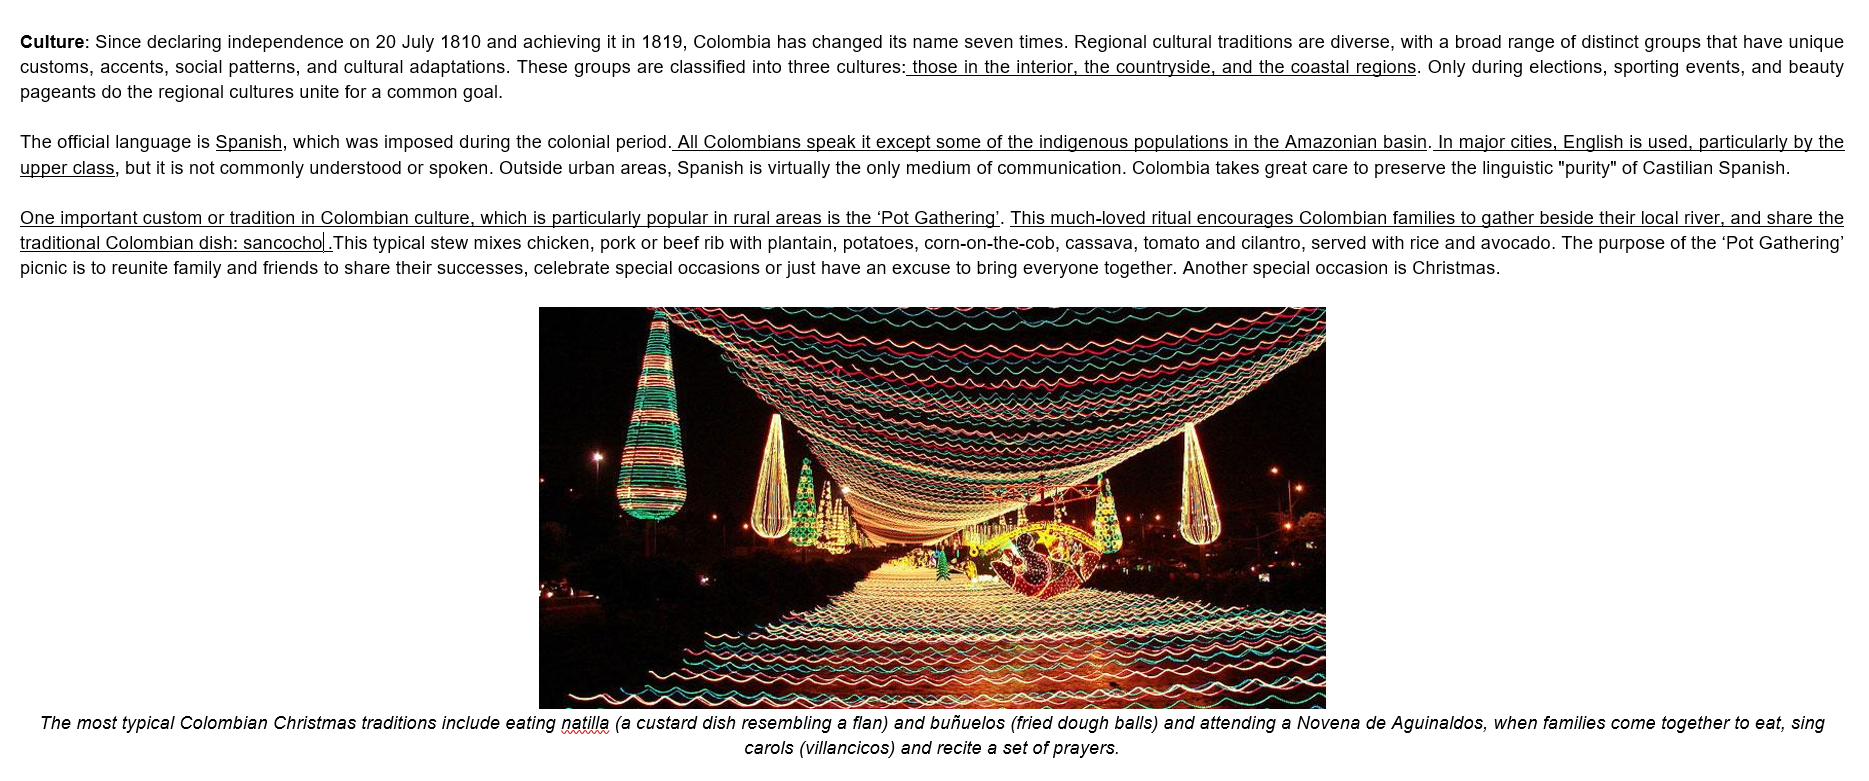 Culture: Since declaring independence on 20 July 1810 and achieving it in 1819, Colombia has changed its name seven times. Regional cultural traditions are diverse, with a broad range of distinct groups that have unique
customs, accents, social patterns, and cultural adaptations. These groups are classified into three cultures: those in the interior, the countryside, and the coastal regions. Only during elections, sporting events, and beauty
pageants do the regional cultures unite for a common goal.
The official language is Spanish, which was imposed during the colonial period. All Colombians speak it except some of the indigenous populations in the Amazonian basin. In major cities, English is used, particularly by the
upper class, but it is not commonly understood or spoken. Outside urban areas, Spanish is virtually the only medium of communication. Colombia takes great care to preserve the linguistic "purity" of Castilian Spanish.
One important custom or tradition in Colombian culture, which is particularly popular in rural areas is the ‘Pot Gathering’. This much-loved ritual encourages Colombian families to gather beside their local river, and share the
traditional Colombian dish: sancocho .This typical stew mixes chicken, pork or beef rib with plantain, potatoes, corn-on-the-cob, cassava, tomato and cilantro, served with rice and avocado. The purpose of the ‘Pot Gathering’
picnic is to reunite family and friends to share their successes, celebrate special occasions or just have an excuse to bring everyone together. Another special occasion is Christmas.
The most typical Colombian Christmas traditions include eating natilla (a custard dish resembling a flan) and buñuelos (fried dough balls) and attending a Novena de Aguinaldos, when families come together to eat, sing
carols (villancicos) and recite a set of prayers.